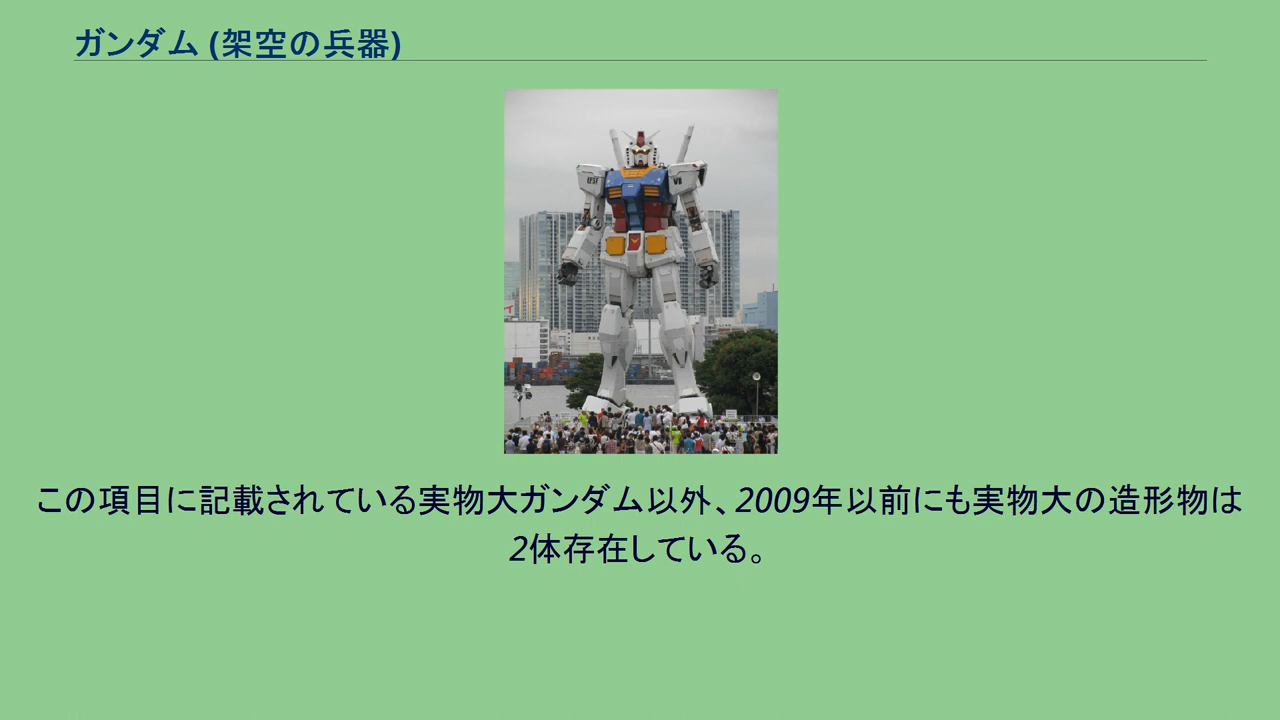 ガンダム (架空の兵器)
この項目に記載されている実物大ガンダム以外、2009年以前にも実物大の造形物は
2体存在している。